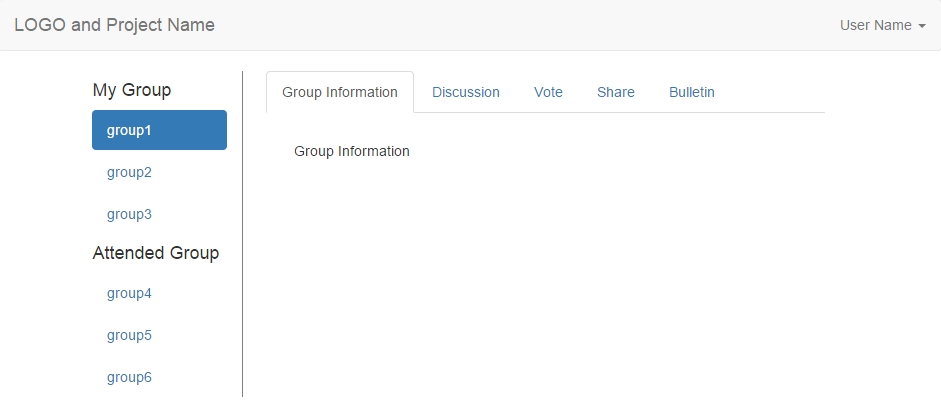 LOGO and Project Name
User Name
My Group
group1
group2
group3
Attended Group
group4
group5
group6
Group Information
Discussion
Vote
Share
Bulletin
Group Information